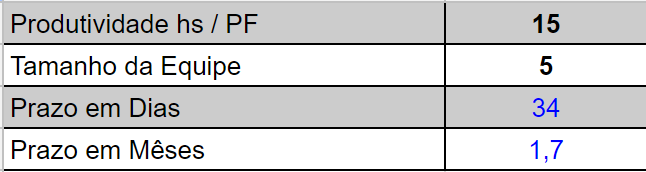 Produtividade hs / PF 15
Tamanho da Equipe 5
Prazo em Dias 34
Prazo em Mêses 1,7